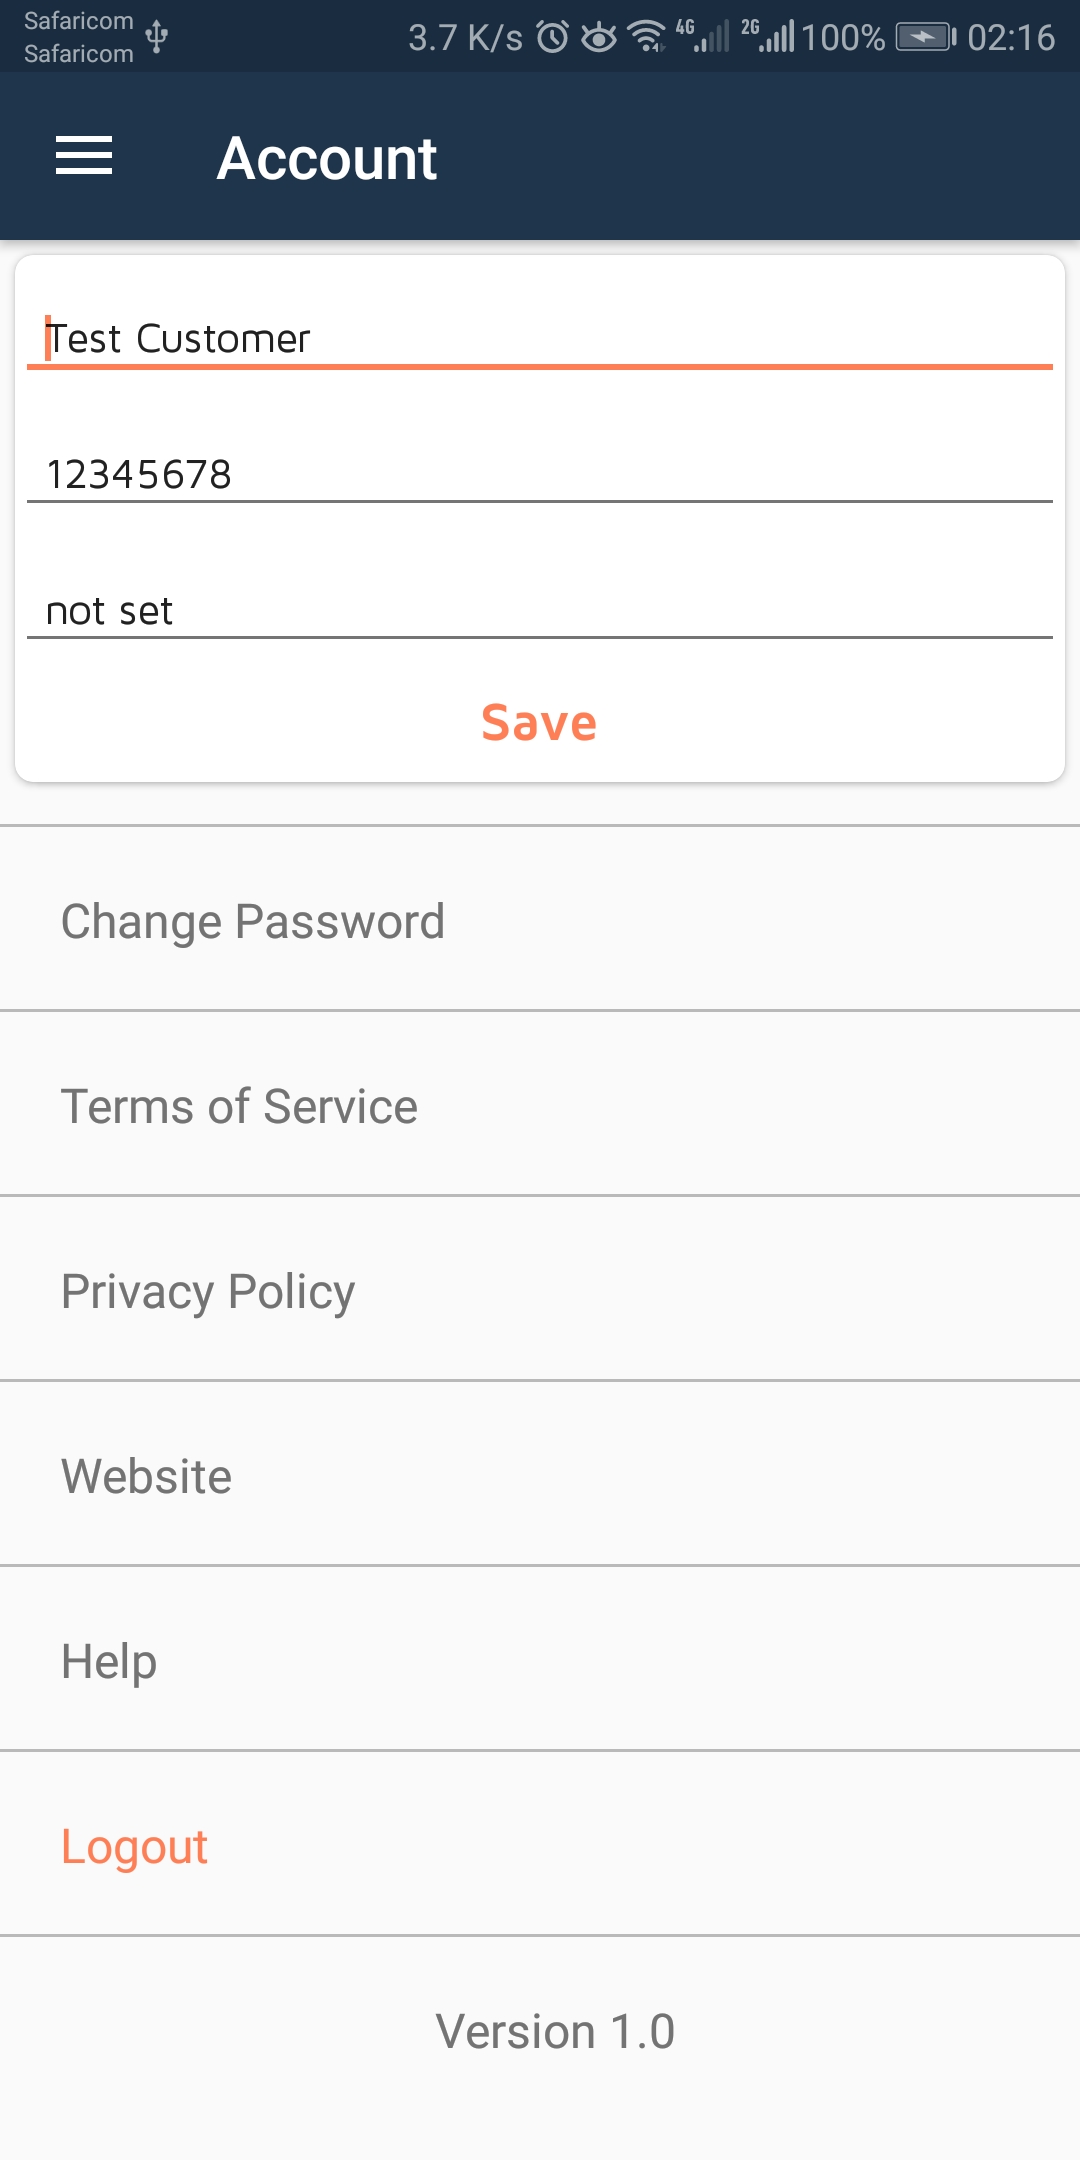 Safaricom
Safaricom
3.7 K/s 4G 2G 100% 02:16
Account
Test Customer
12345678
not set
Save
Change Password
Terms of Service
Privacy Policy
Website
Help
Logout
Version 1.0